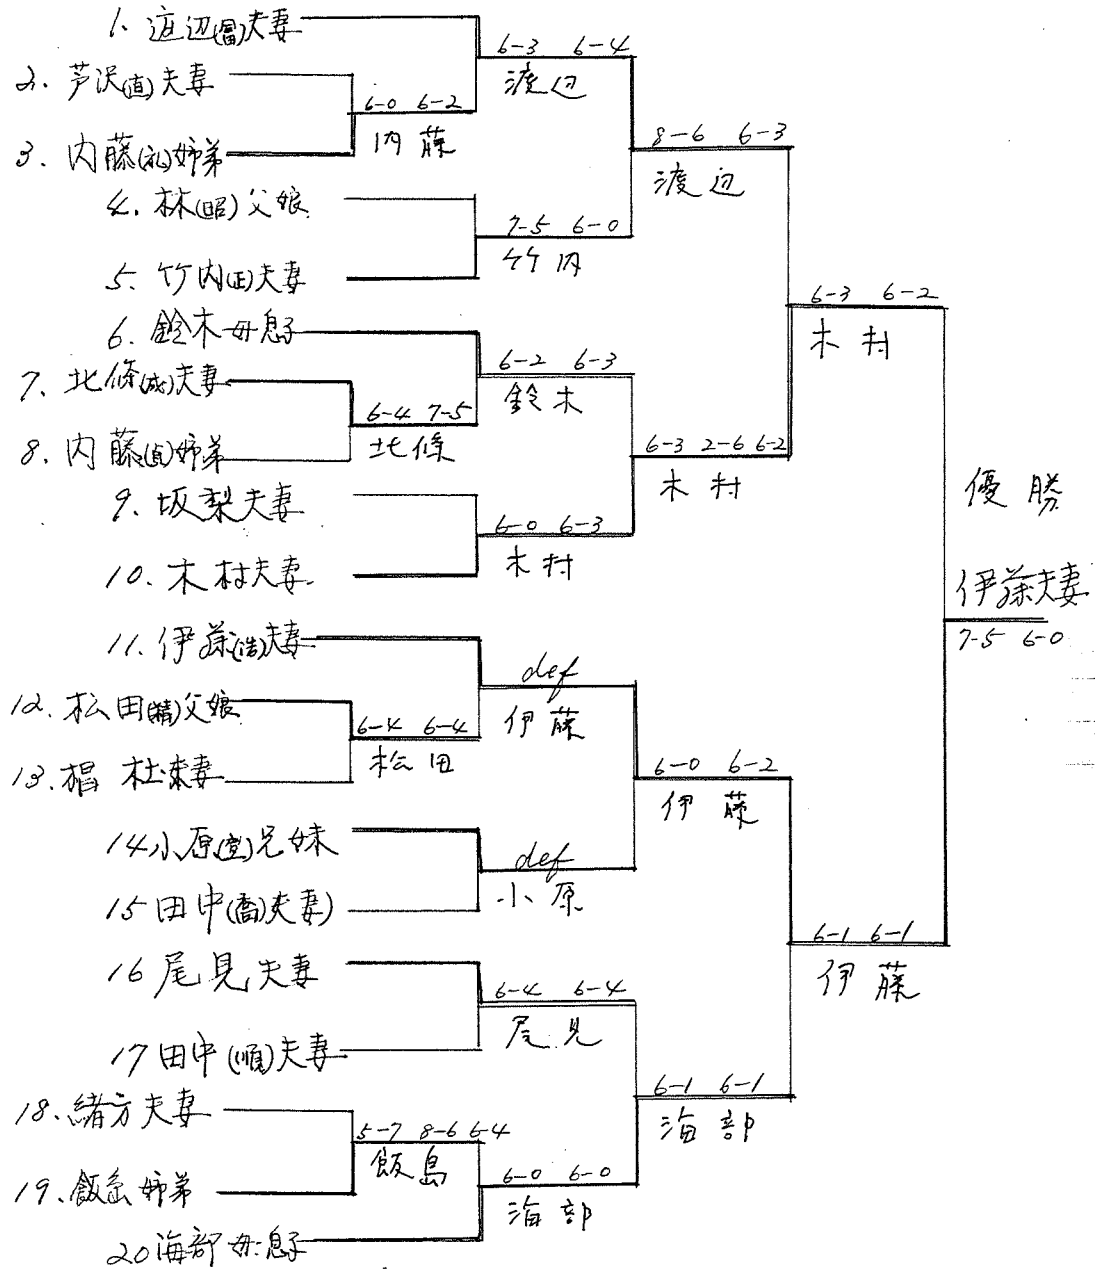 1. 渡辺(冨)夫妻
6-3 6-4
渡辺
2. 芦沢(直)夫妻
6-0 6-2
内藤
3. 内藤(礼)姉弟
8-6 6-3
渡辺
4. 林(昭)父娘
7-5 6-0
竹内
5. 竹内(正)夫妻
6-3 6-2
木村
6. 鈴木母息子
6-2 6-3
鈴木
7. 北條(成)夫妻
6-4 7-5
北條
8. 内藤(直)姉弟
6-3 2-6 6-2
木村
9. 坂梨夫妻
6-0 6-3
木村
10. 木村夫妻
優勝
伊藤夫妻
7-5 6-0
11. 伊藤(浩)夫妻
def
伊藤
12. 松田(精)父娘
6-4 6-4
松田
13. 椙 杜夫妻
6-0 6-2
伊藤
14 小原(宣)兄妹
def
小原
15 田中(喬)夫妻)
6-1 6-1
伊藤
16 尾見夫妻
6-4 6-4
尾見
17 田中(順)夫妻
6-1 6-1
海部
18. 緒方夫妻
5-7 8-6 6-4
飯島
19. 飯島姉弟
6-0 6-0
海部
20 海部母息子